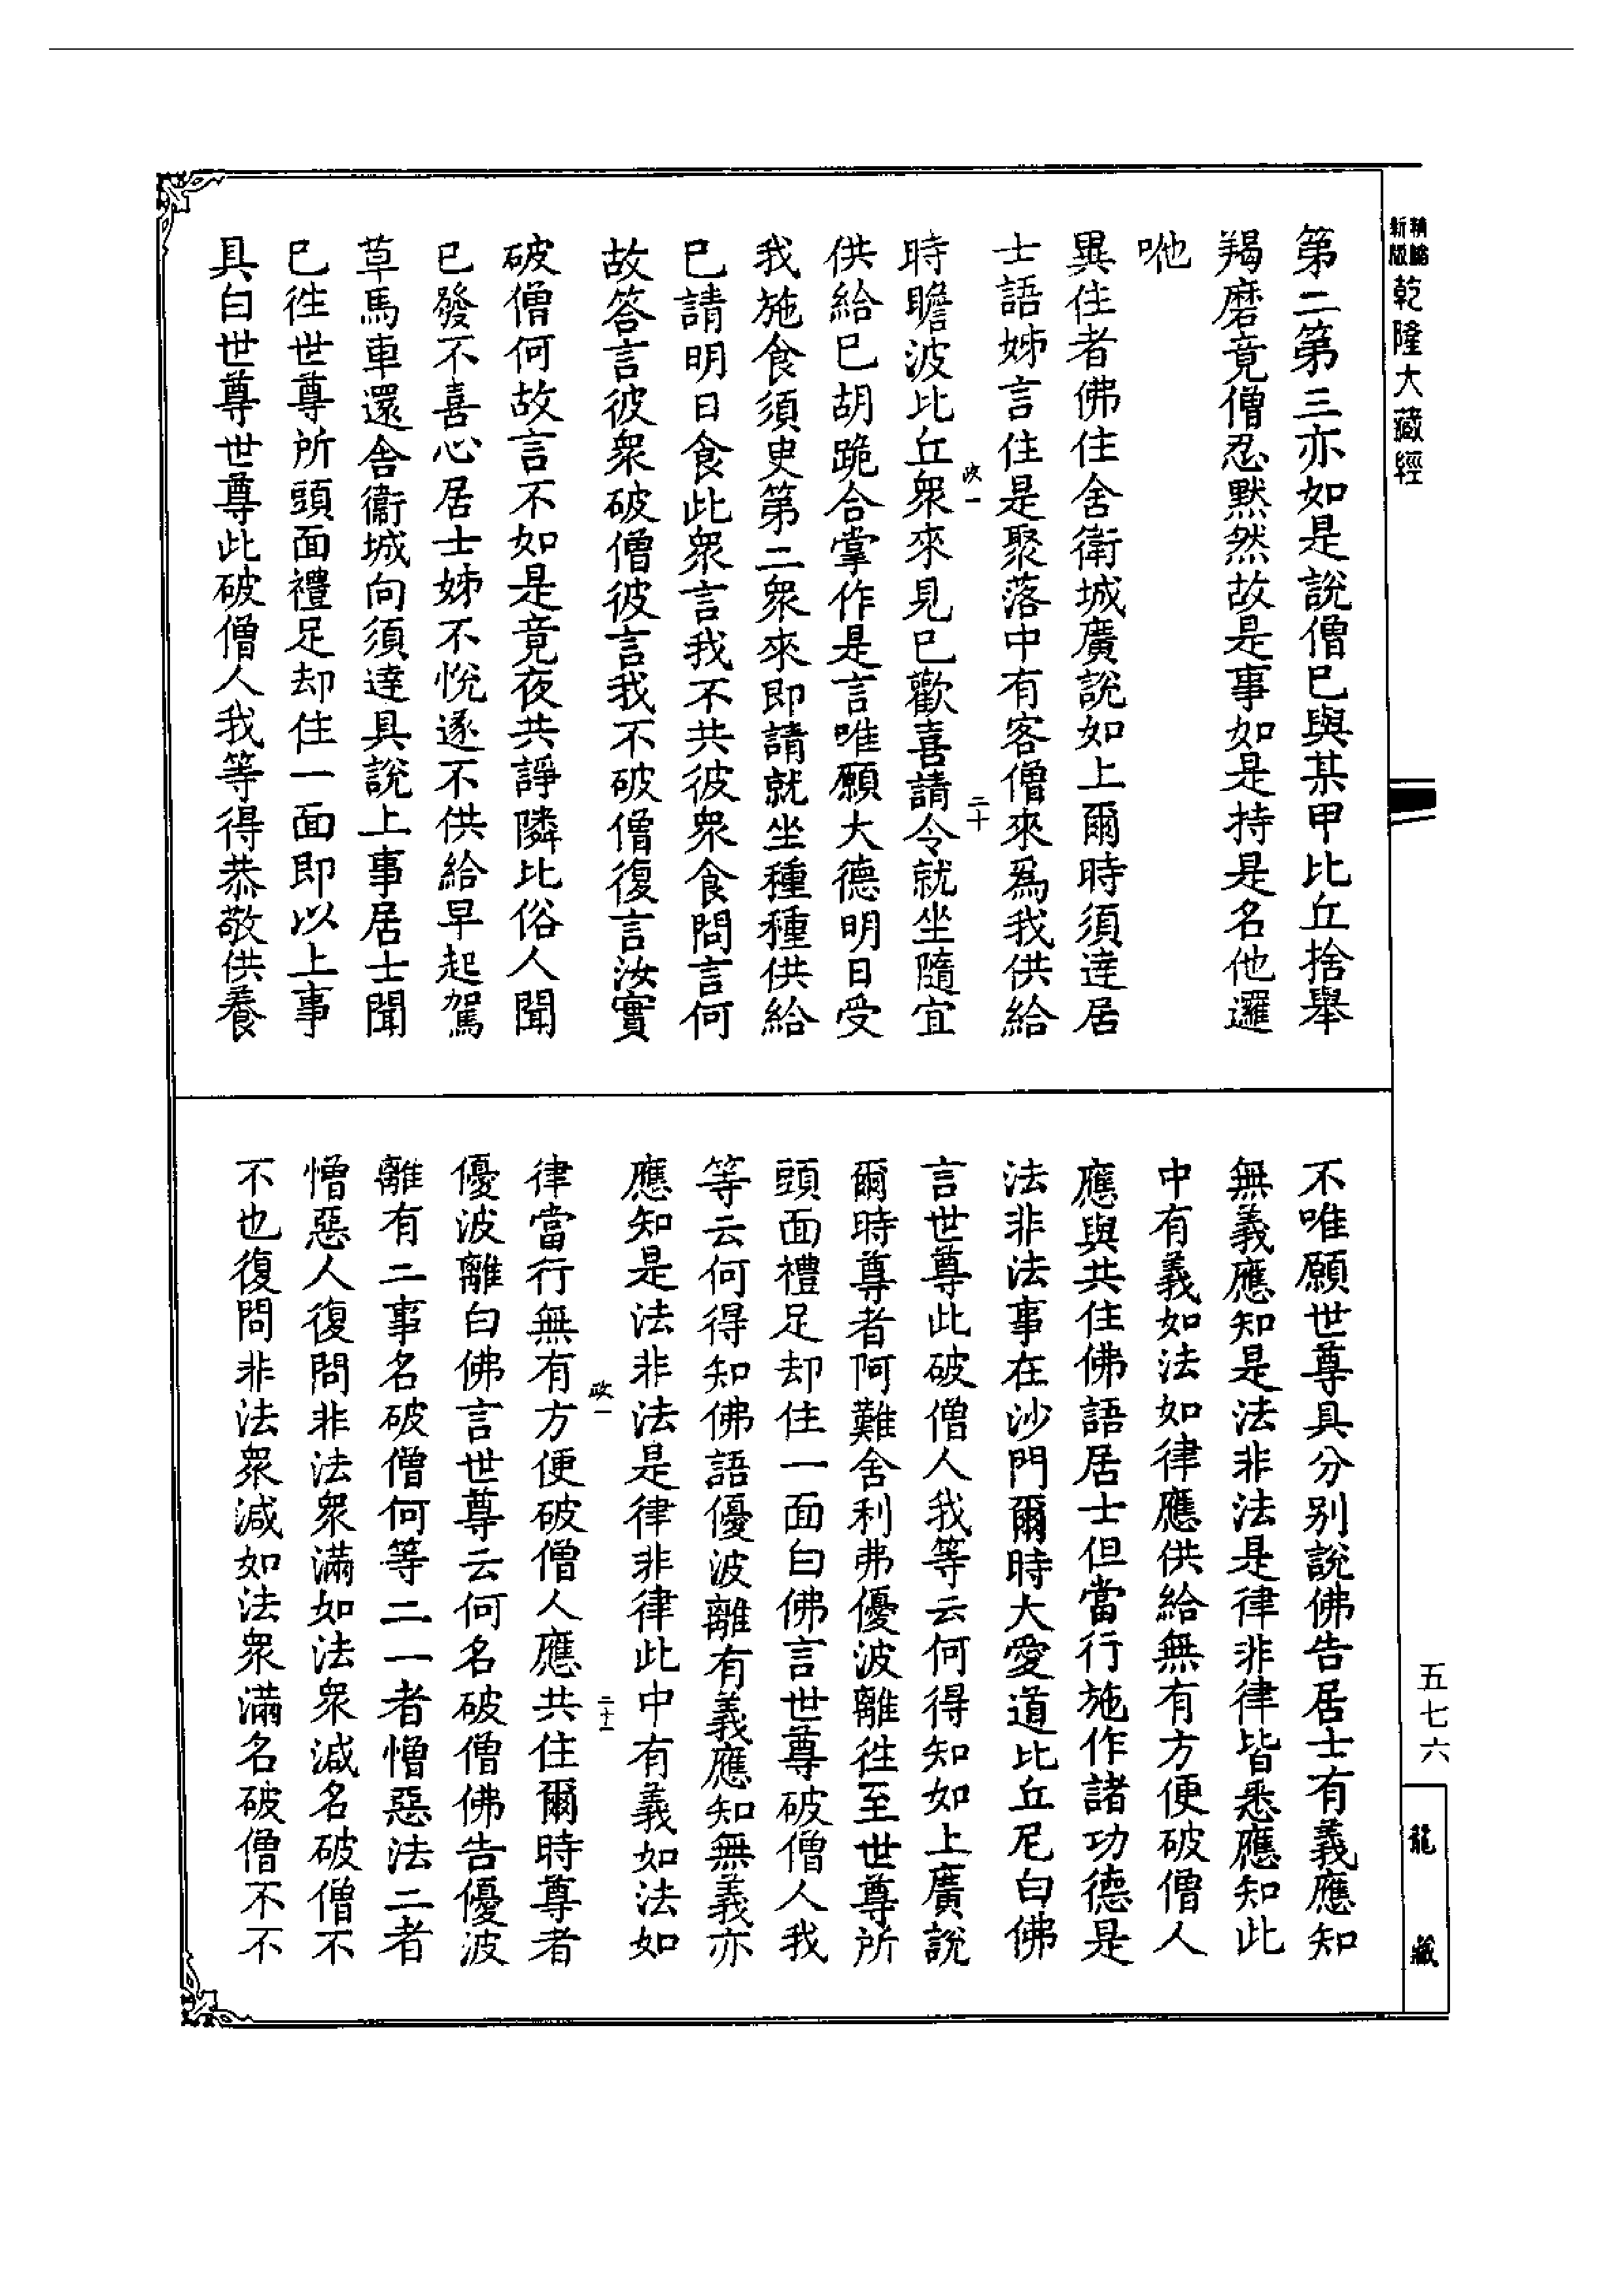 新版精縮乾隆大藏經
第二第三亦如是說僧已與某甲比丘捨舉
羯磨竟僧忍默然故是事如是持是名他邏
咃
異住者佛住舍衛城廣說如上爾時須達居
士語姊言住是聚落中有客僧來為我供給
政一 二十
時瞻波比丘衆來見已歡喜請令就坐隨宜
供給已胡跪合掌作是言唯願大德明日受
我施食須臾第二衆來即請就坐種種供給
已請明日食此衆言我不共彼衆食問言何
故答言彼衆破僧彼言我不破僧復言汝實
破僧何故言不如是竟夜共諍隣比俗人聞
已發不喜心居士姊不悅遂不供給早起駕
草馬車還舍衛城向須達具說上事居士聞
已往世尊所頭面禮足却住一面即以上事
具白世尊世尊此破僧人我等得恭敬供養
不唯願世尊具分別說佛告居士有義應知
無義應知是法非法是律非律皆悉應知此
中有義如法如律應供給無有方便破僧人
應與共住佛語居士但當行施作諸功德是
法非法事在沙門爾時大愛道比丘尼白佛
言世尊此破僧人我等云何得知如上廣說
爾時尊者阿難舍利弗優波離往至世尊所
頭面禮足却住一面白佛言世尊破僧人我
等云何得知佛語優波離有義應知無義亦
應知是法非法是律非律此中有義如法如
政一 二十一
律當行無有方便破僧人應共住爾時尊者
優波離白佛言世尊云何名破僧佛告優波
離有二事名破僧何等二一者憎惡法二者
憎惡人復問非法衆滿如法衆減名破僧不
不也復問非法衆減如法衆滿名破僧不不
五七六
龍藏